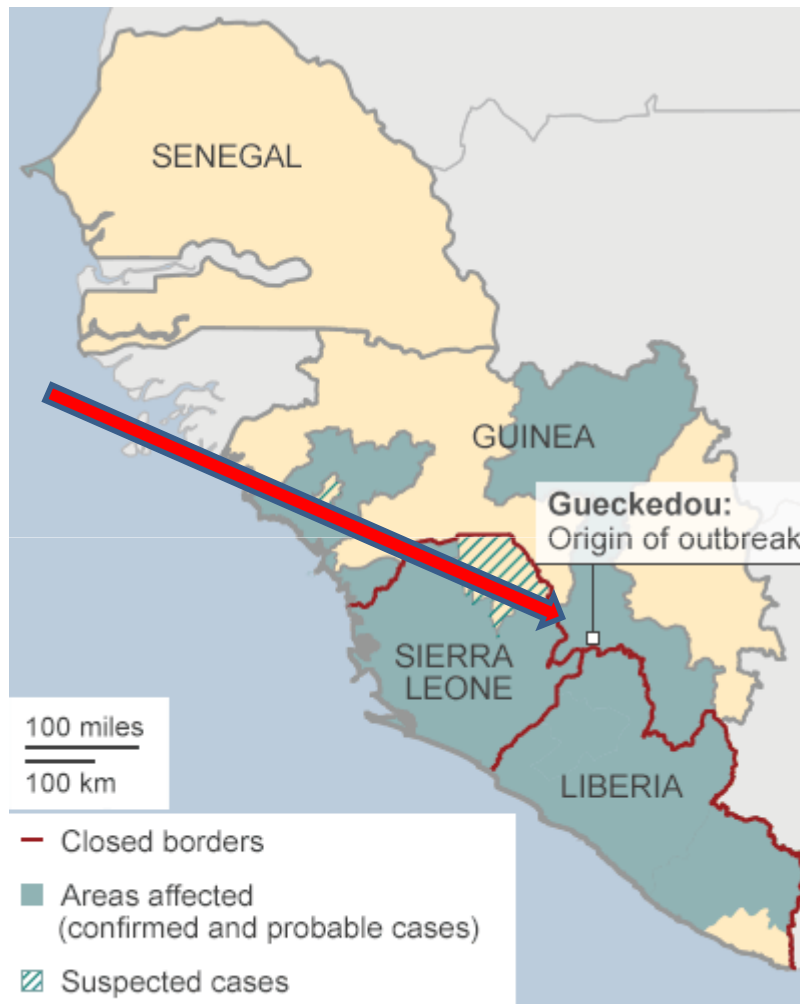 SENEGAL
GUINEA
Gueckedou:
Origin of outbreak
SIERRA
LEONE
LIBERIA
100 miles
100 km
Closed borders
Areas affected
(confirmed and probable cases)
Suspected cases